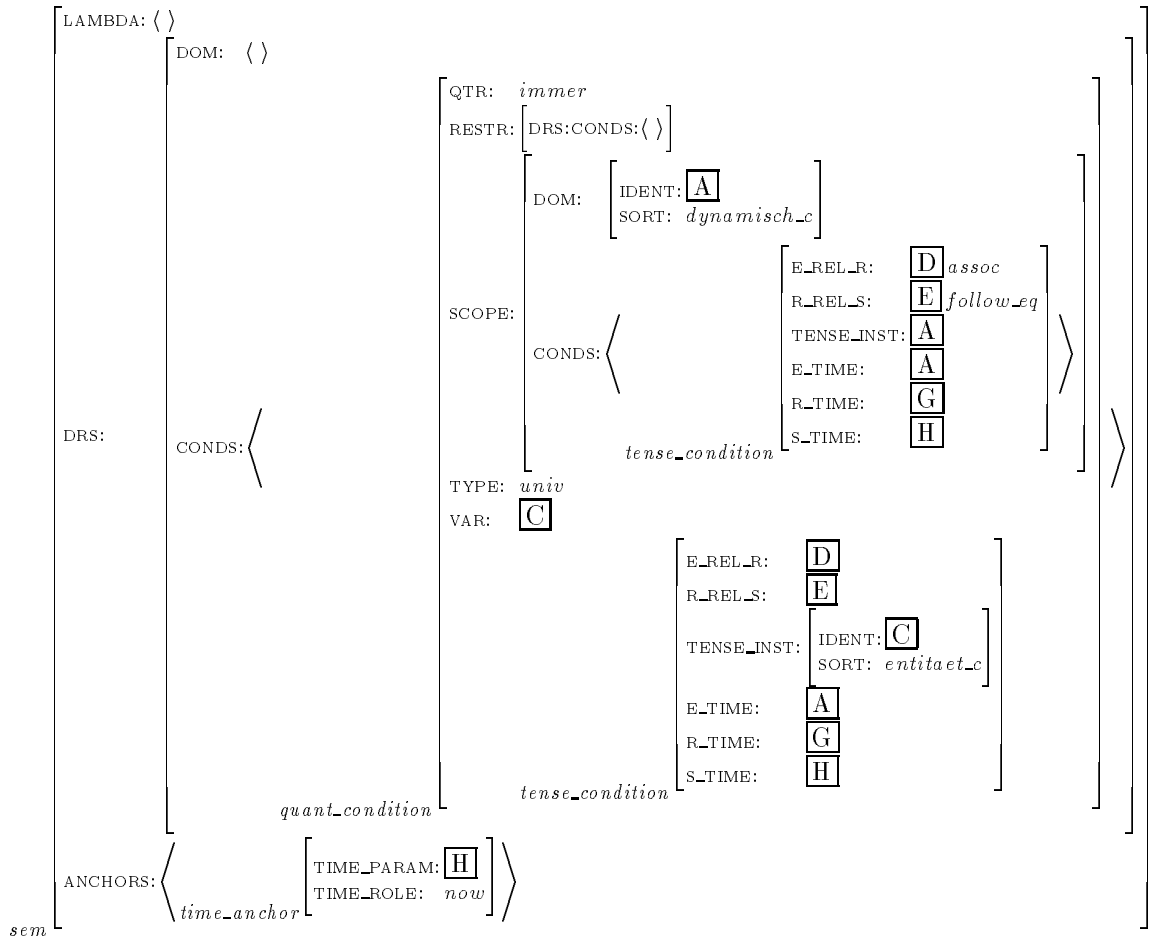 LAMBDA: ⟨ ⟩
DOM: ⟨ ⟩
QTR: immer
RESTR: [DRS:CONDS:⟨ ⟩]
DOM: IDENT: A
SORT: dynamisch_c
SCOPE:
CONDS: ⟨
E_REL_R: D assoc
R_REL_S: E follow_eq
TENSE_INST: A
E_TIME: A
R_TIME: G
S_TIME: H
tense_condition
⟩
DRS:
CONDS: ⟨
TYPE: univ
VAR: C
E_REL_R: D
R_REL_S: E
TENSE_INST: IDENT: C
SORT: entitaet_c
E_TIME: A
R_TIME: G
S_TIME: H
tense_condition
quant_condition
⟩
ANCHORS: ⟨
TIME_PARAM: H
TIME_ROLE: now
time_anchor
⟩
sem